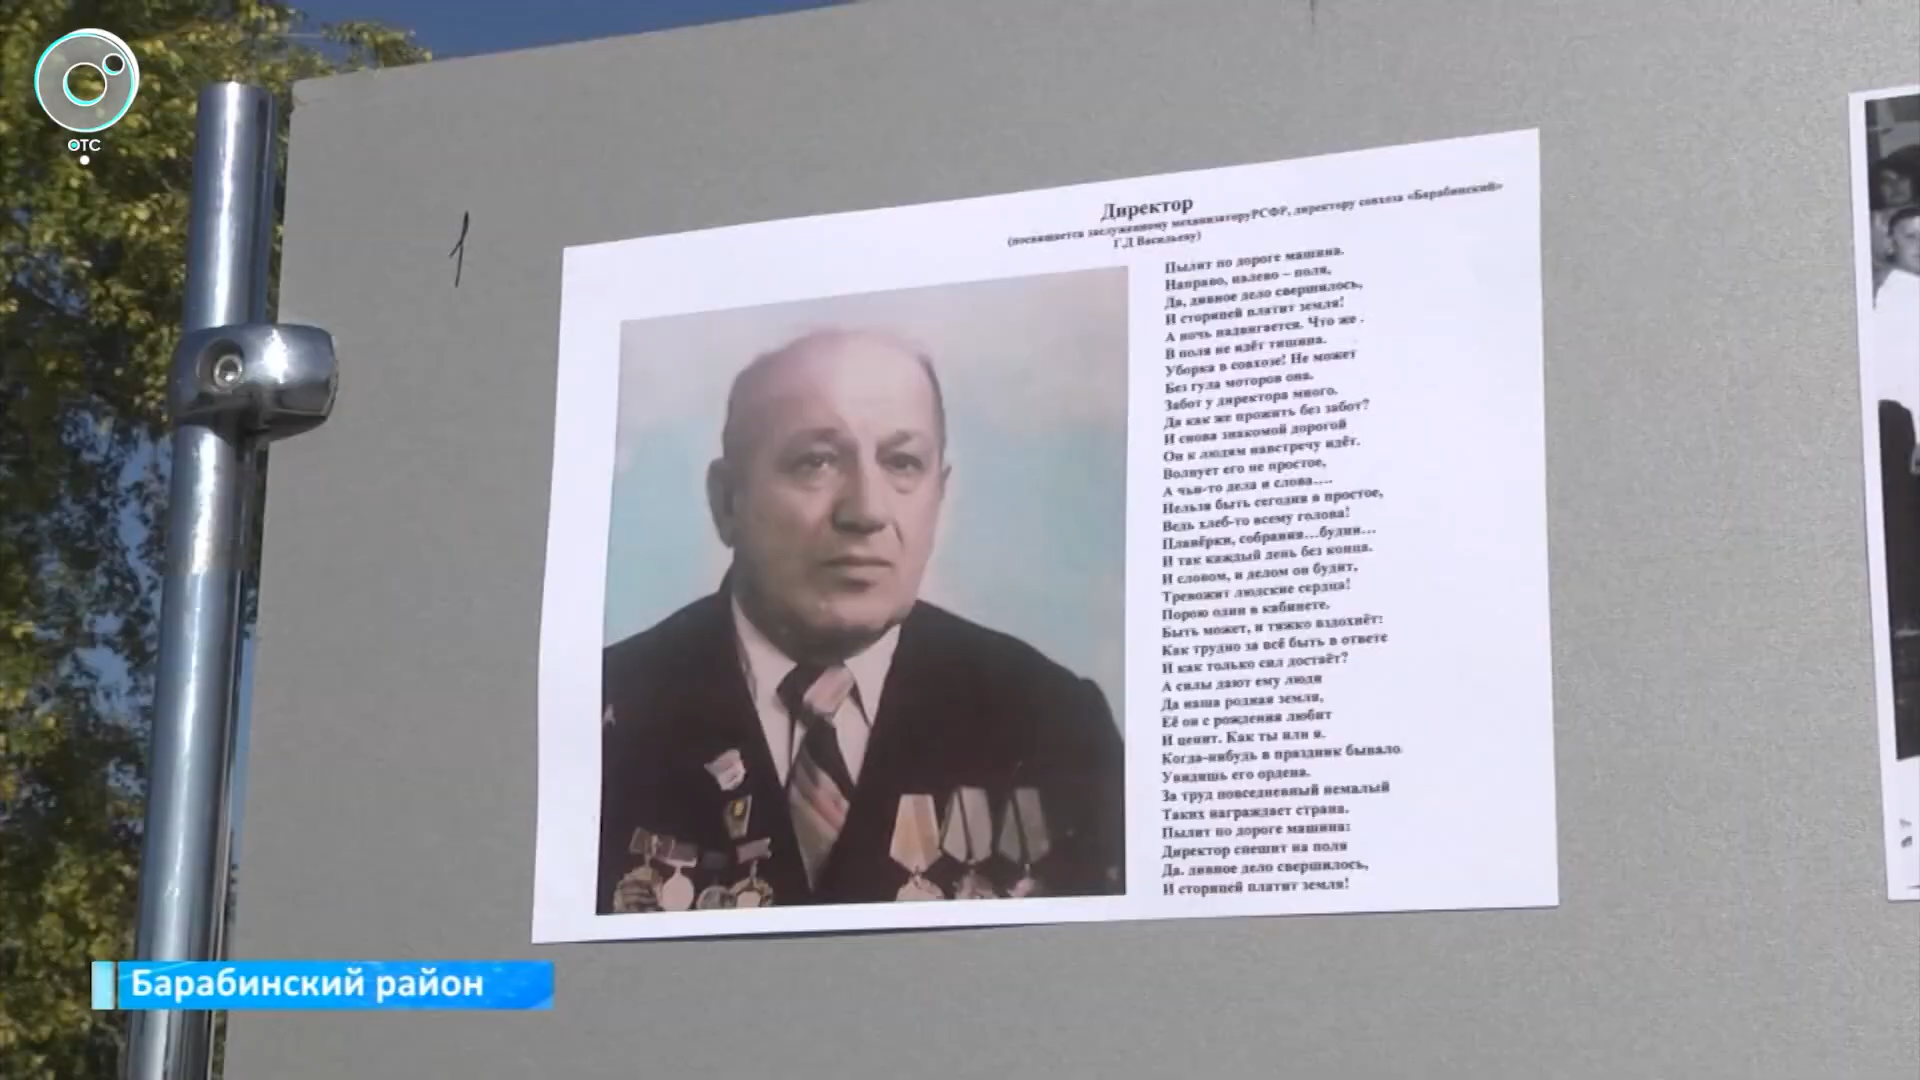 ОТС
1
Директор
(посвящается заслуженному механизаторуРСФР, директору совхоза «Барабинский»
Г.Д Васильеву)
Пылит по дороге машина.
Направо, налево – поля,
Да, дивное дело свершилось,
И сторицей платит земля!
А ночь надвигается. Что же .
В поля не идёт тишина.
Уборка в совхозе! Не может
Без гула моторов она.
Забот у директора много.
Да как же прожить без забот?
И снова знакомой дорогой
Он к людям навстречу идёт.
Волнует его не простое,
А чьи-то дела и слова….
Нельзя быть сегодня в простое,
Ведь хлеб-то всему голова!
Планёрки, собрания…будни…
И так каждый день без конца.
И словом, и делом он будит,
Тревожит людские сердца!
Порою один в кабинете,
Быть может, и тяжко вздохнёт:
Как трудно за всё быть в ответе
И как только сил достаёт?
А силы дают ему люди
Да наша родная земля,
Её он с рождения любит
И ценит. Как ты или я.
Когда-нибудь в праздник бывало
Увидишь его ордена.
За труд повседневный немалый
Таких награждает страна.
Пылит по дороге машина:
Директор спешит на поля
Да. дивное дело свершилось,
И сторицей платит земля!
Барабинский район